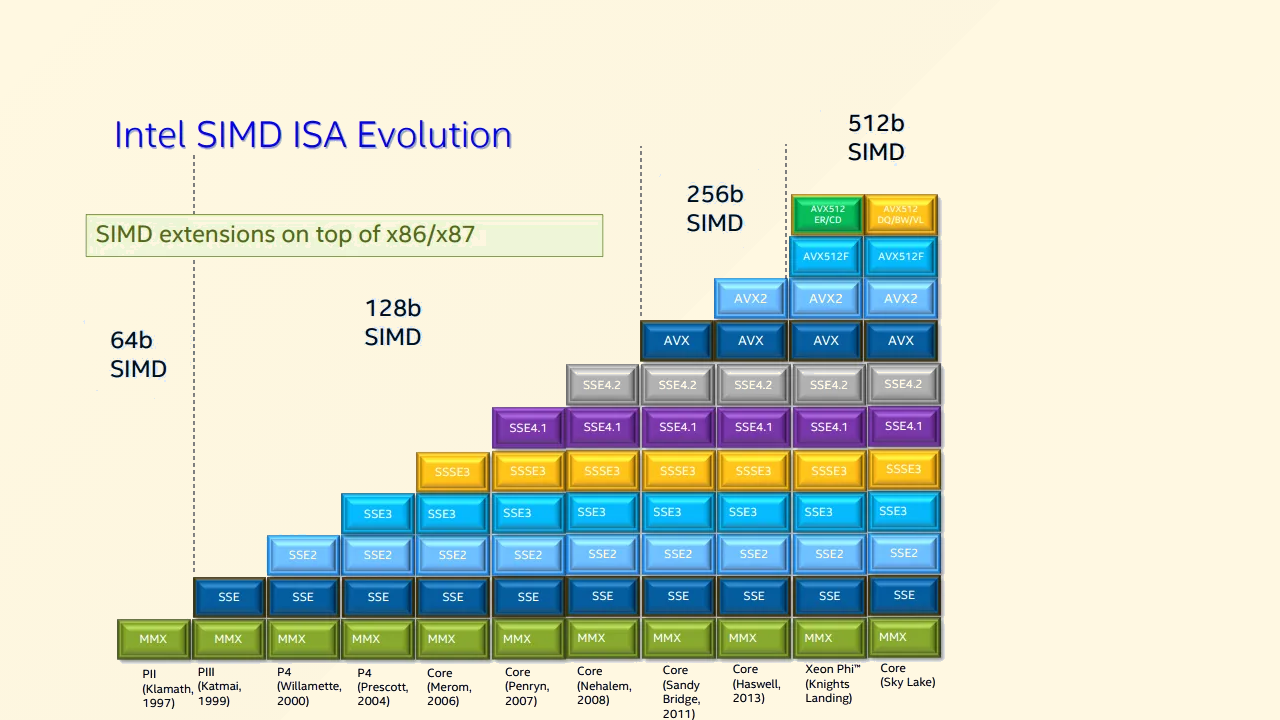 Intel SIMD ISA Evolution
SIMD extensions on top of x86/x87
64b
SIMD
128b
SIMD
256b
SIMD
512b
SIMD
AVX512
ER/CD
AVX512
DQ/BW/VL
AVX512F AVX512F
AVX2 AVX2 AVX2
AVX AVX AVX AVX
SSE4.2 SSE4.2 SSE4.2 SSE4.2 SSE4.2
SSE4.1 SSE4.1 SSE4.1 SSE4.1 SSE4.1 SSE4.1
SSSE3 SSSE3 SSSE3 SSSE3 SSSE3 SSSE3 SSSE3
SSE3 SSE3 SSE3 SSE3 SSE3 SSE3 SSE3 SSE3
SSE2 SSE2 SSE2 SSE2 SSE2 SSE2 SSE2 SSE2 SSE2
SSE SSE SSE SSE SSE SSE SSE SSE SSE SSE
MMX MMX MMX MMX MMX MMX MMX MMX MMX MMX MMX
PII
(Klamath,
1997)
PIII
(Katmai,
1999)
P4
(Willamette,
2000)
P4
(Prescott,
2004)
Core
(Merom,
2006)
Core
(Penryn,
2007)
Core
(Nehalem,
2008)
Core
(Sandy
Bridge,
2011)
Core
(Haswell,
2013)
Xeon Phi™
(Knights
Landing)
Core
(Sky Lake)